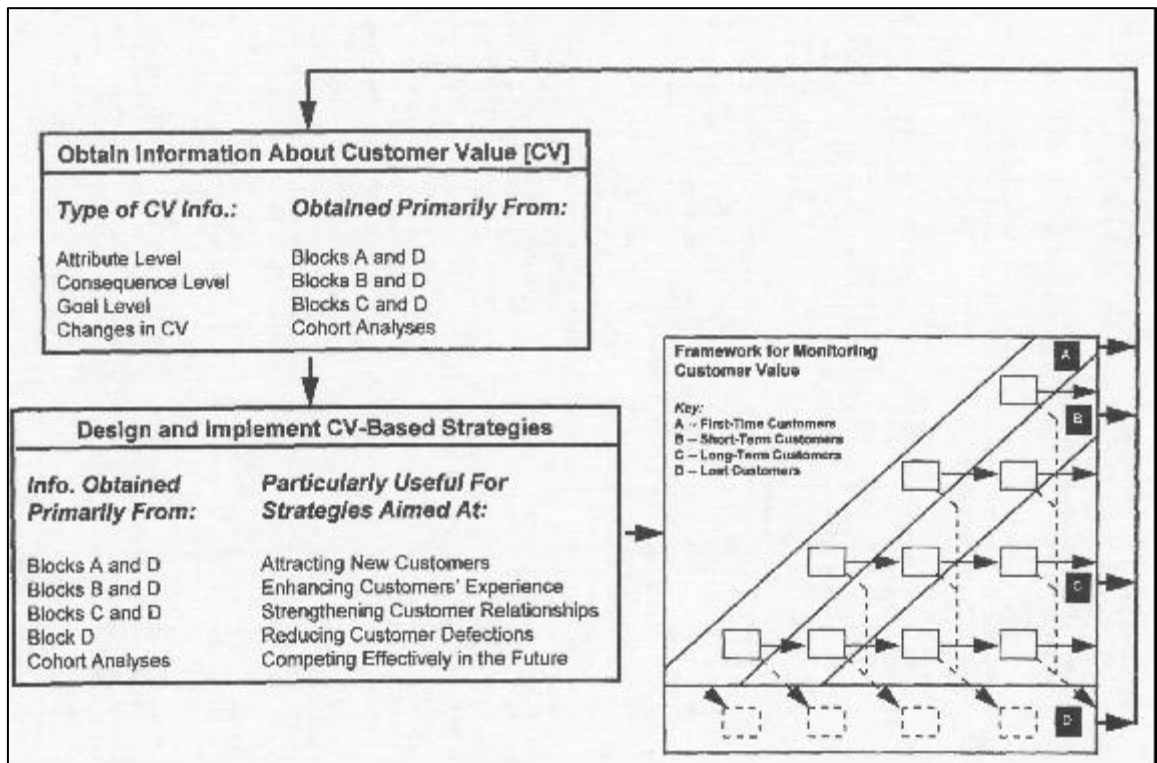 Obtain Information About Customer Value [CV]
Type of CV Info.: Obtained Primarily From:
Attribute Level Blocks A and D
Consequence Level Blocks B and D
Goal Level Blocks C and D
Changes in CV Cohort Analyses
Design and Implement CV-Based Strategies
Info. Obtained Particularly Useful For
Primarily From: Strategies Aimed At:
Blocks A and D Attracting New Customers
Blocks B and D Enhancing Customers' Experience
Blocks C and D Strengthening Customer Relationships
Block D Reducing Customer Defections
Cohort Analyses Competing Effectively in the Future
Framework for Monitoring
Customer Value
Key:
A – First-Time Customers
B – Short-Term Customers
C – Long-Term Customers
D – Lost Customers
A
B
C
D